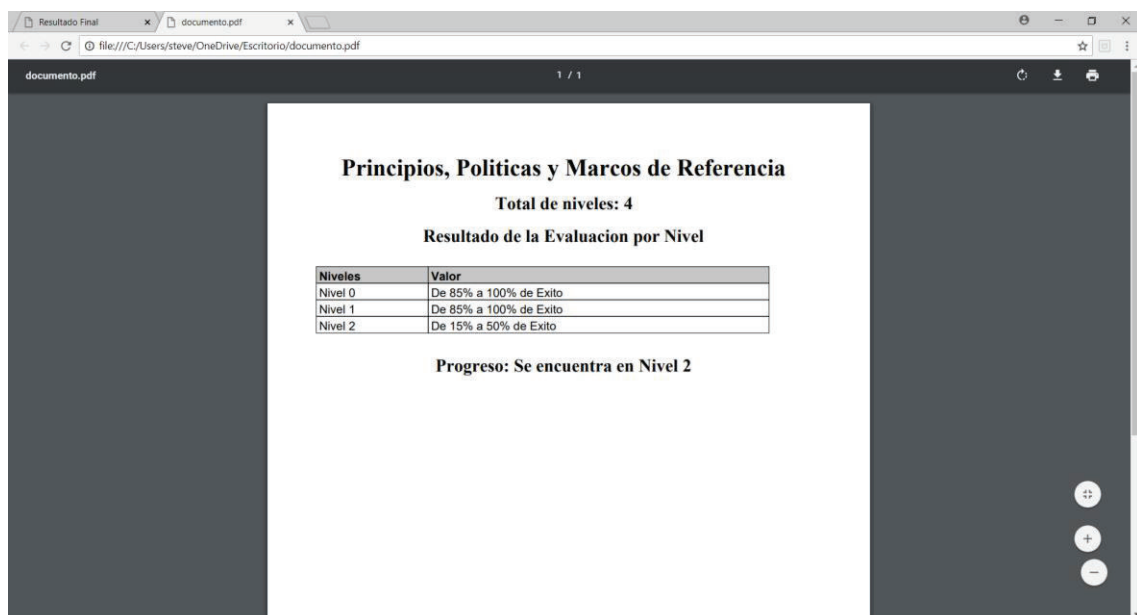 Resultado Final
documento.pdf
file:///C:/Users/steve/OneDrive/Escritorio/documento.pdf
documento.pdf
1 / 1
Principios, Politicas y Marcos de Referencia
Total de niveles: 4
Resultado de la Evaluacion por Nivel
Niveles Valor
Nivel 0 De 85% a 100% de Exito
Nivel 1 De 85% a 100% de Exito
Nivel 2 De 15% a 50% de Exito
Progreso: Se encuentra en Nivel 2